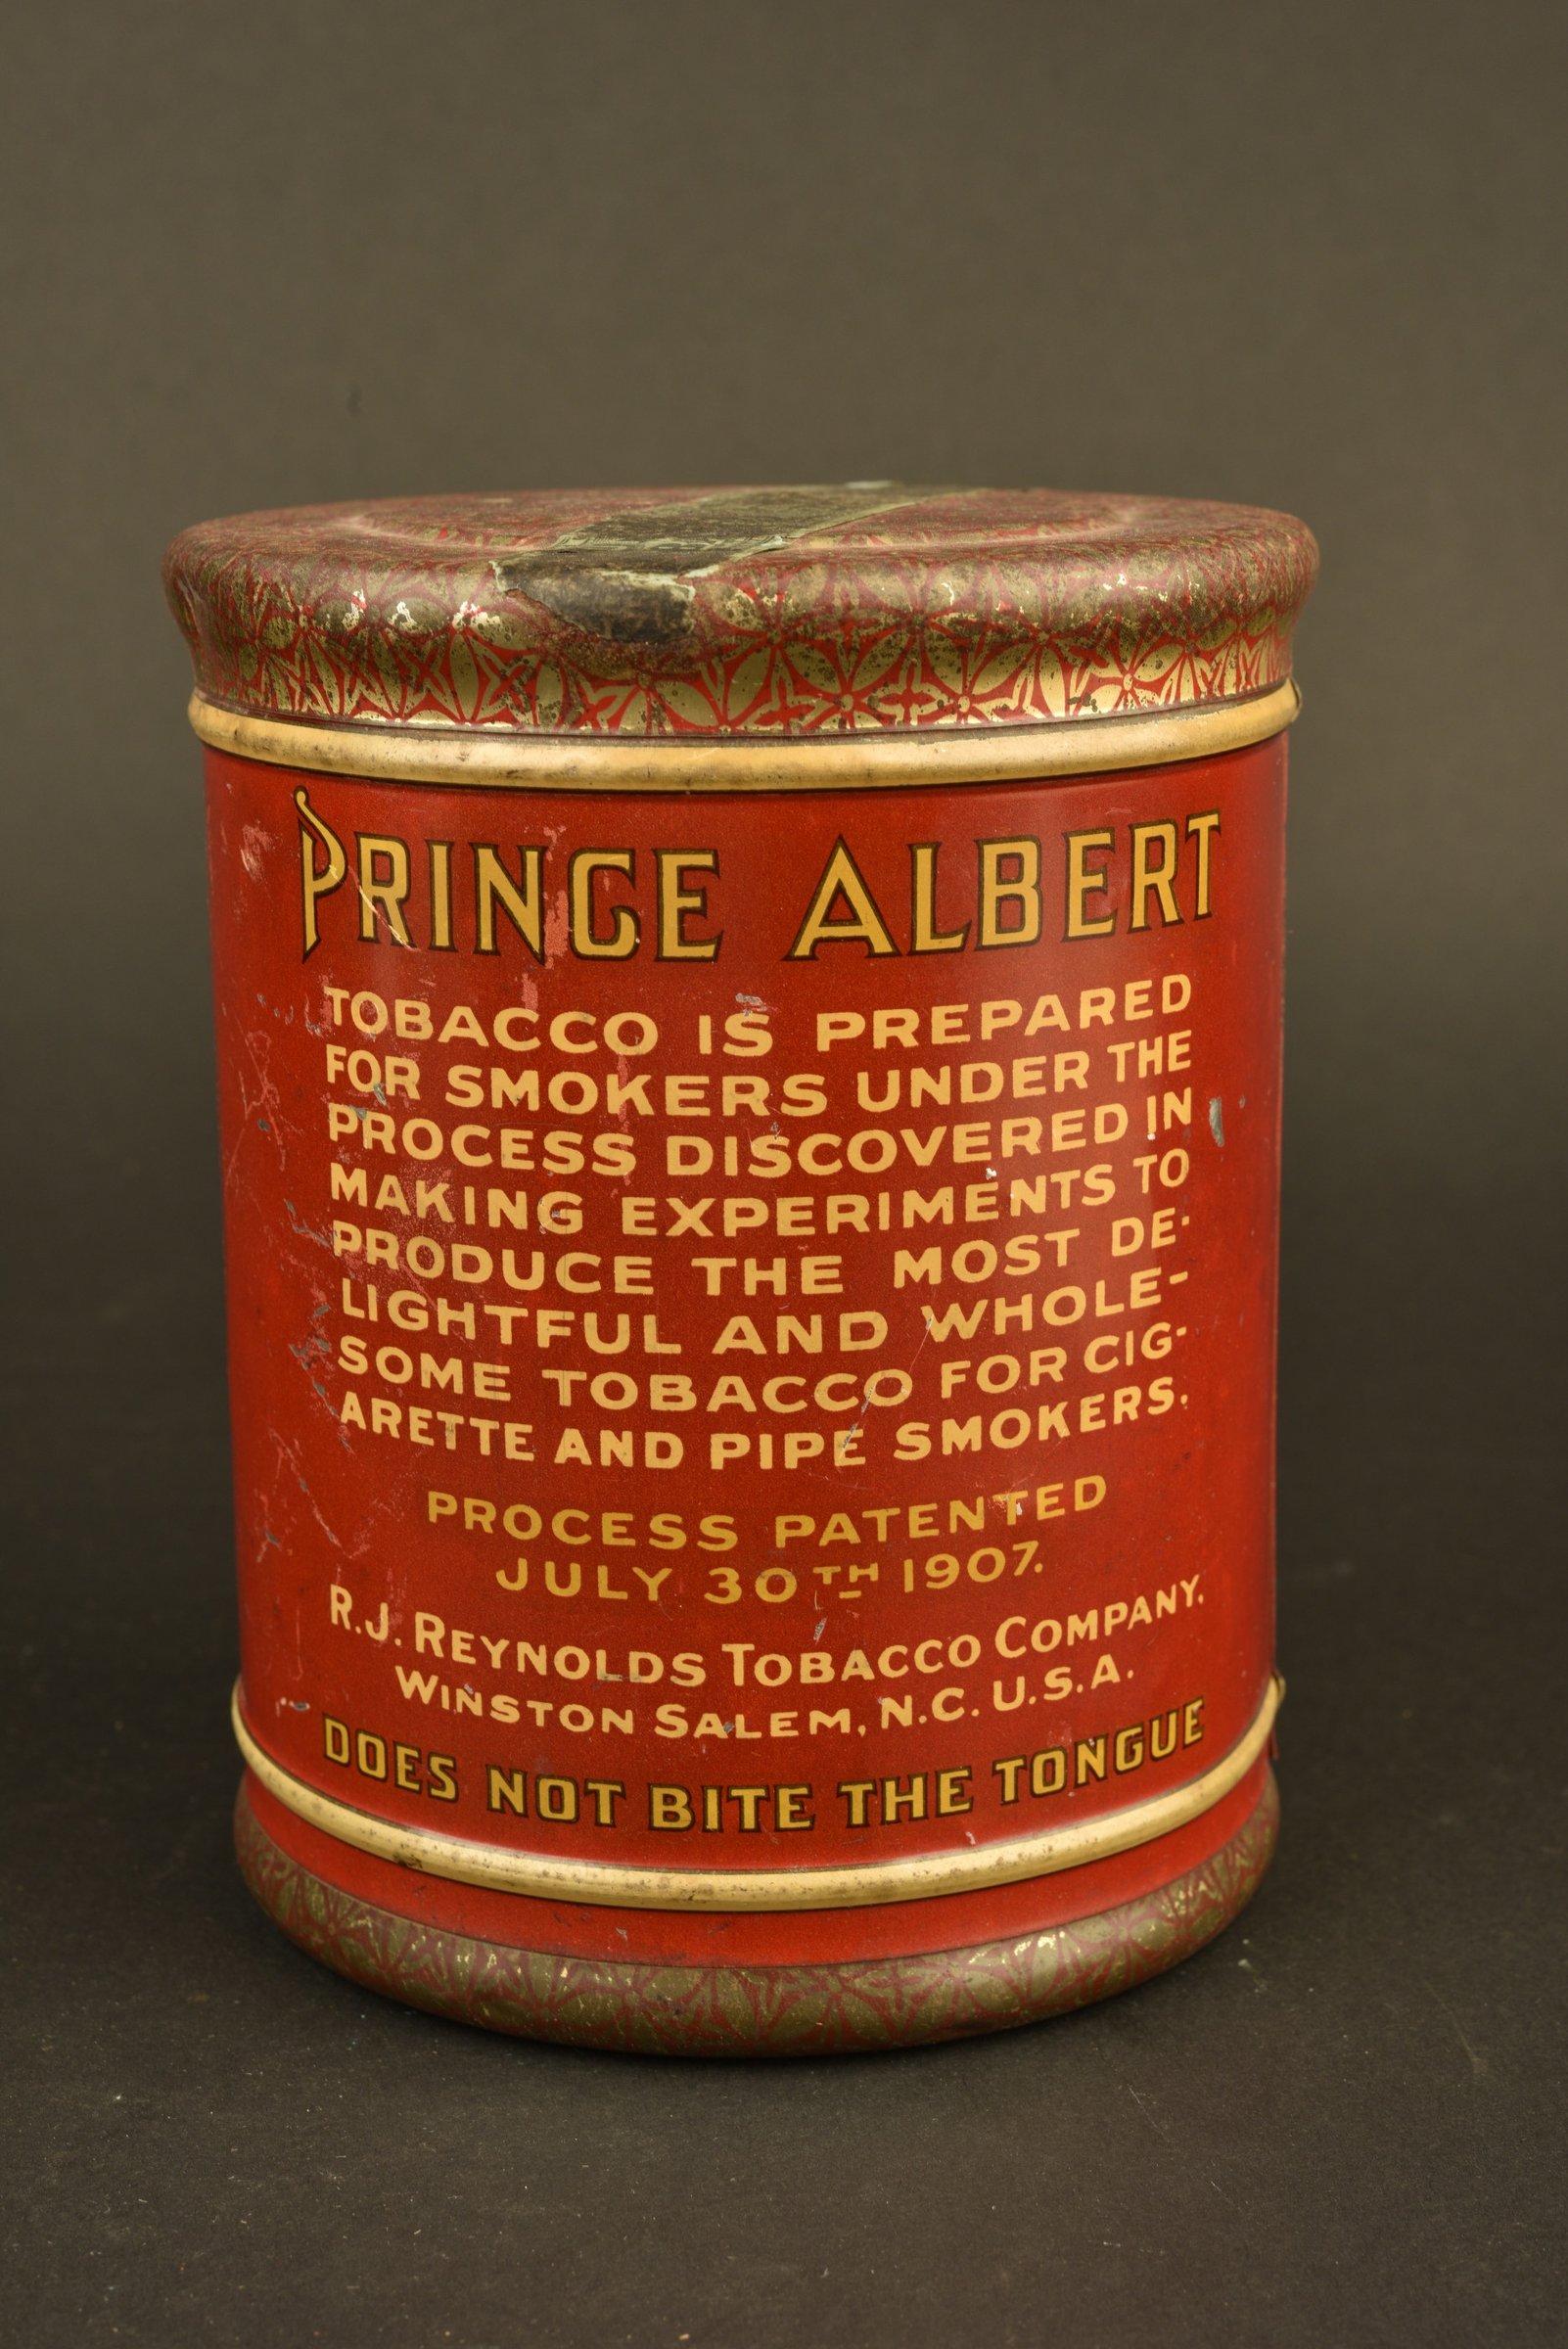 PRINCE ALBERT
TOBACCO IS PREPARED
FOR SMOKERS UNDER THE
PROCESS DISCOVERED IN
MAKING EXPERIMENTS TO
PRODUCE THE MOST DE-
LIGHTFUL AND WHOLE-
SOME TOBACCO FOR CIG-
ARETTE AND PIPE SMOKERS.
PROCESS PATENTED
JULY 30TH 1907.
R.J. REYNOLDS TOBACCO COMPANY,
WINSTON SALEM, N.C. U.S.A.
DOES NOT BITE THE TONGUE